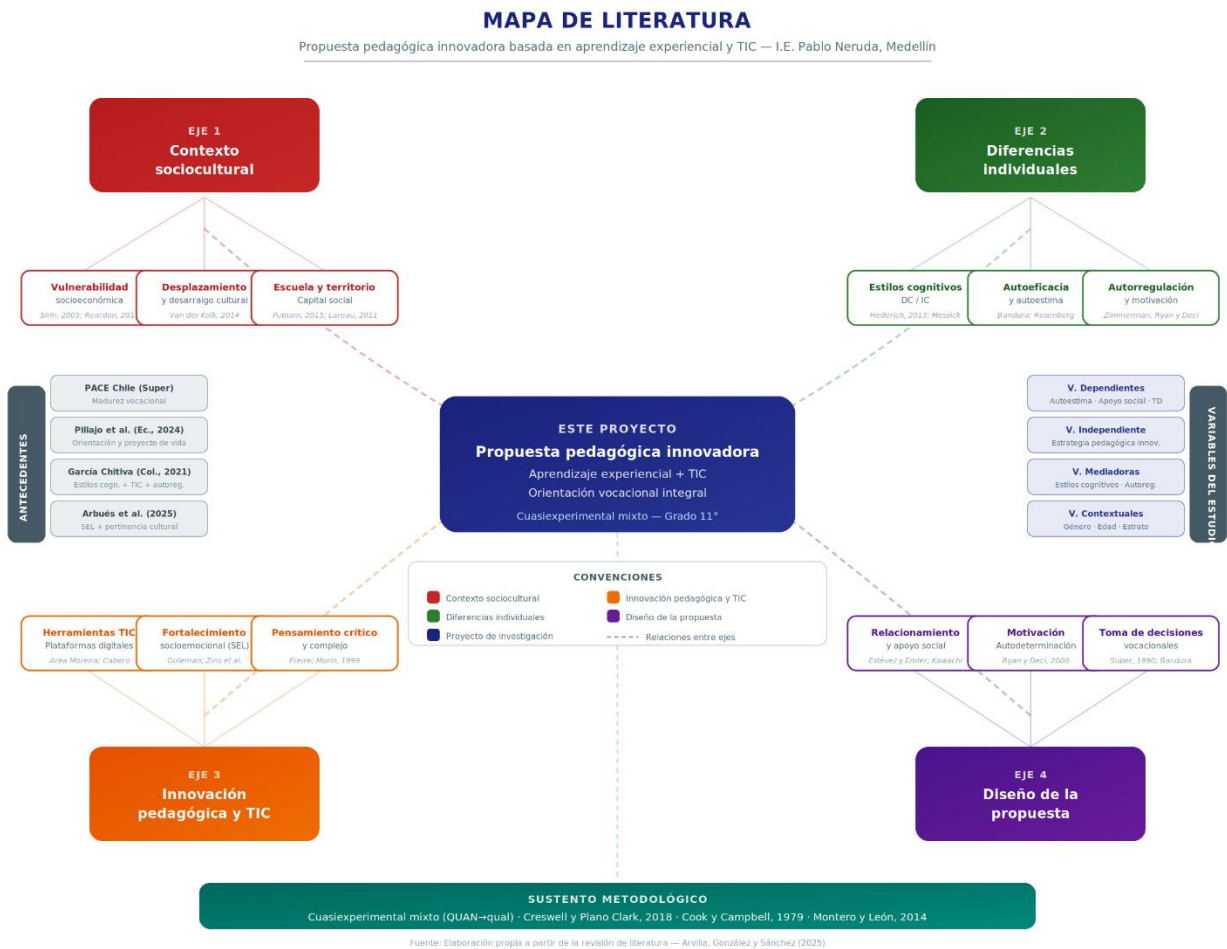 MAPA DE LITERATURA
Propuesta pedagógica innovadora basada en aprendizaje experiencial y TIC — I.E. Pablo Neruda, Medellín
EJE 1
Contexto
sociocultural
EJE 2
Diferencias
individuales
Vulnerabilidad
socioeconómica
Sirin, 2005; Reardon, 201
Desplazamiento
y desarraigo cultural
Van der Kolk, 2014
Escuela y territorio
Capital social
Putnam, 2015; Lareau, 2011
Estilos cognitivos
DC / IC
Hederich, 2013; Messick
Autoeficacia
y autoestima
Bandura; Rosenberg
Autorregulación
y motivación
Zimmerman; Ryan y Deci
ANTECEDENTES
PACE Chile (Super)
Madurez vocacional
Pillajo et al. (Ec., 2024)
Orientación y proyecto de vida
García Chitiva (Col., 2021)
Estilos cogn. + TIC + autoreg.
Arbués et al. (2025)
SEL + pertinencia cultural
ESTE PROYECTO
Propuesta pedagógica innovadora
Aprendizaje experiencial + TIC
Orientación vocacional integral
Cuasiexperimental mixto — Grado 11°
V. Dependientes
Autoestima · Apoyo social · TD
V. Independiente
Estrategia pedagógica innov.
V. Mediadoras
Estilos cognitivos · Autoreg.
V. Contextuales
Género · Edad · Estrato
VARIABLES DEL ESTUDI
CONVENCIONES
Contexto sociocultural
Innovación pedagógica y TIC
Diferencias individuales
Diseño de la propuesta
Proyecto de investigación
Relaciones entre ejes
Herramientas TIC
Plataformas digitales
Area Moreira; Cabero
Fortalecimiento
socioemocional (SEL)
Goleman; Zins et al.
Pensamiento crítico
y complejo
Freire; Morin, 1999
Relacionamiento
y apoyo social
Estévez y Emler; Kawachi
Motivación
Autodeterminación
Ryan y Deci, 2000
Toma de decisiones
vocacionales
Super, 1990; Bandura
EJE 3
Innovación
pedagógica y TIC
EJE 4
Diseño de la
propuesta
SUSTENTO METODOLÓGICO
Cuasiexperimental mixto (QUAN→qual) · Creswell y Plano Clark, 2018 · Cook y Campbell, 1979 · Montero y León, 2014
Fuente: Elaboración propia a partir de la revisión de literatura — Arvilla, González y Sánchez (2025)